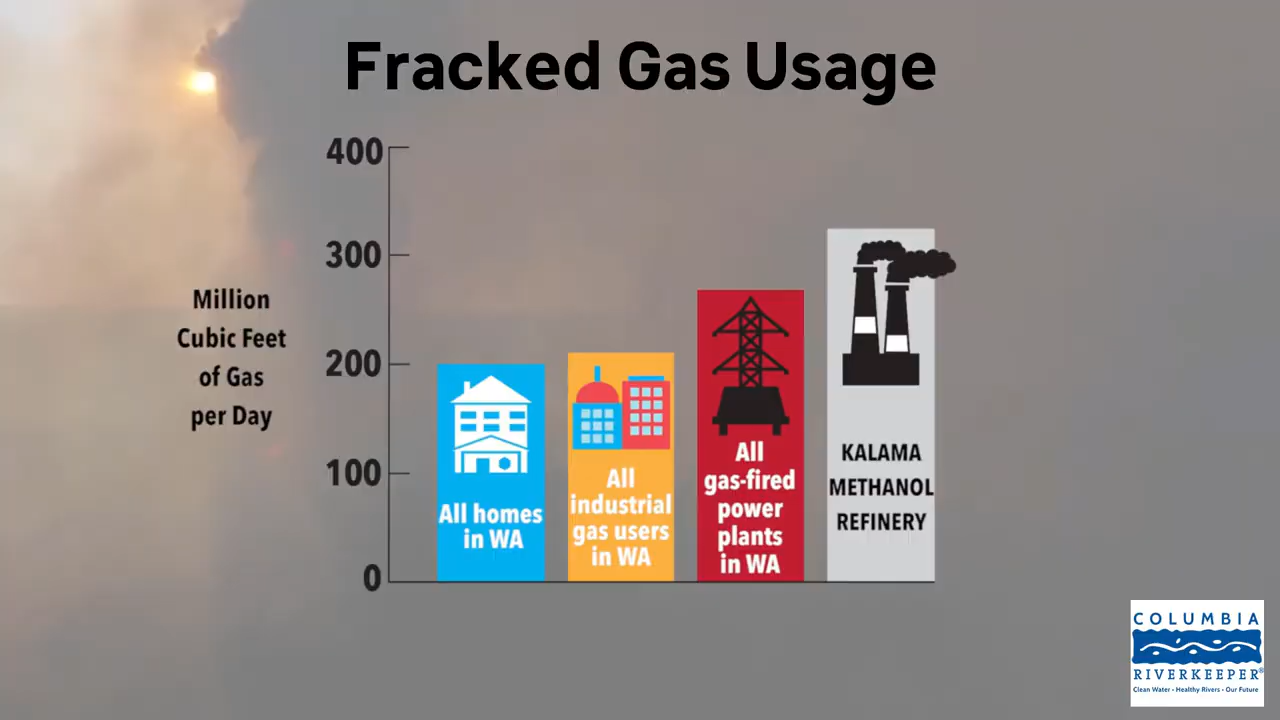 Fracked Gas Usage
400
300
200
100
0
Million
Cubic Feet
of Gas
per Day
All homes
in WA
All
industrial
gas users
in WA
All
gas-fired
power
plants
in WA
KALAMA
METHANOL
REFINERY
COLUMBIA
RIVERKEEPER®
Clean Water • Healthy Rivers • Our Future